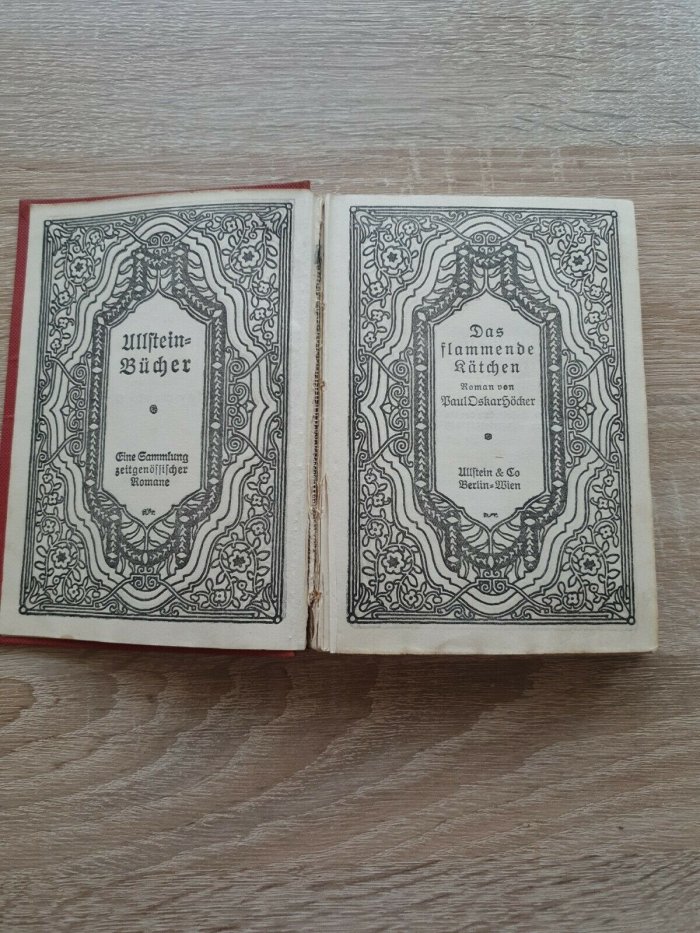 Ullstein=
Bücher
Eine Sammlung
zeitgenössischer
Romane
Das
flammende
Kätchen
Roman von
Paul Oskar Höcker
Ullstein & Co
Berlin=Wien